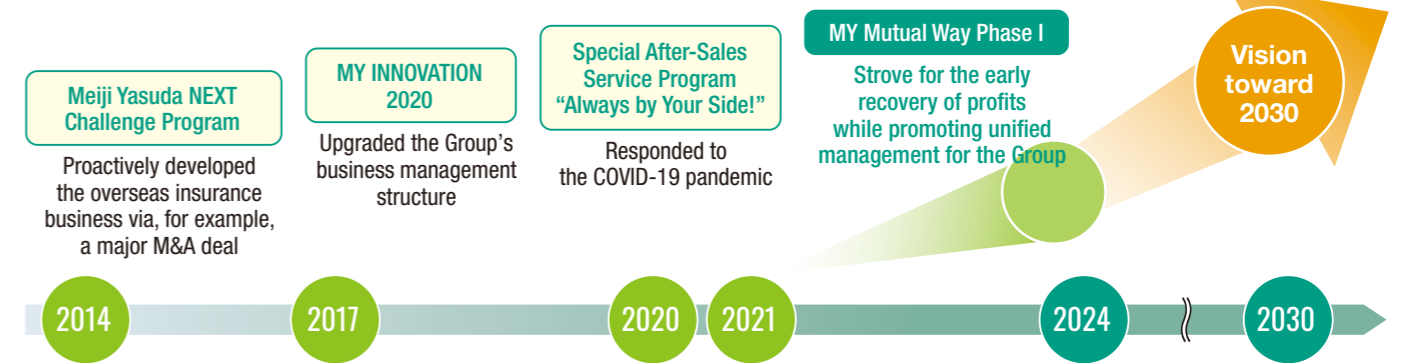 Meiji Yasuda NEXT
Challenge Program
Proactively developed
the overseas insurance
business via, for example,
a major M&A deal
MY INNOVATION
2020
Upgraded the Group's
business management
structure
Special After-Sales
Service Program
“Always by Your Side!”
Responded to
the COVID-19 pandemic
MY Mutual Way Phase I
Strove for the early
recovery of profits
while promoting unified
management for the Group
Vision
toward
2030
2014
2017
2020
2021
2024
2030